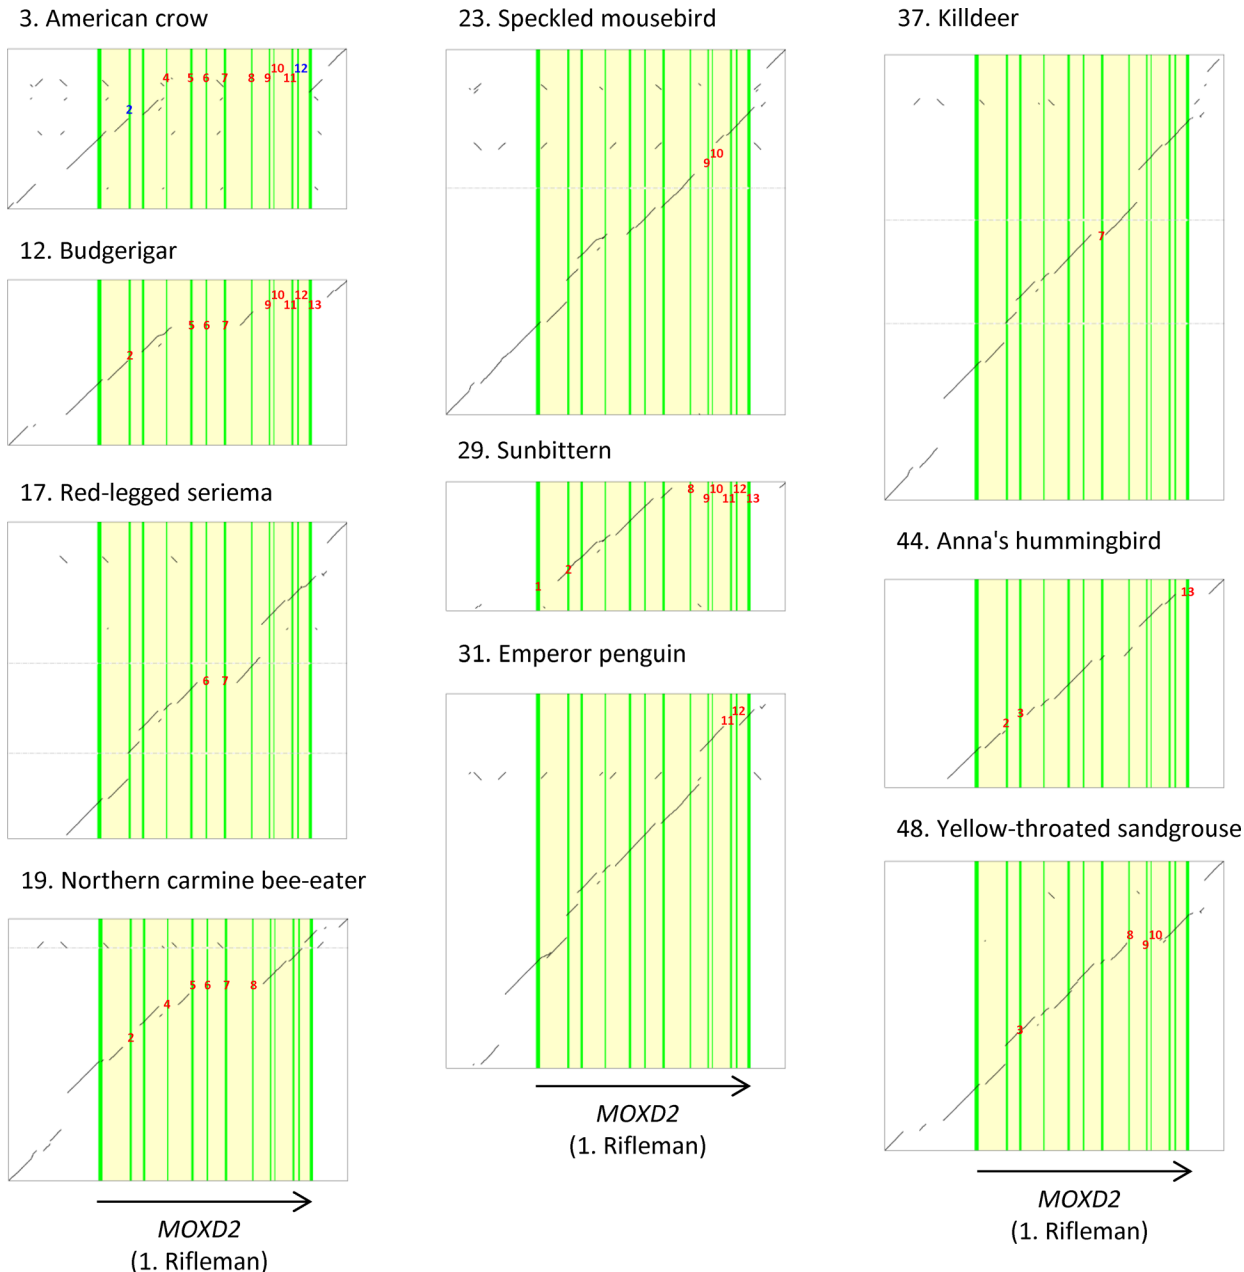 3. American crow
10 12
4 5 6 7 8 9 11
2
12. Budgerigar
10 12
9 11 13
5 6 7
2
17. Red-legged seriema
6 7
19. Northern carmine bee-eater
5 6 7 8
4
2
MOXD2
(1. Rifleman)
23. Speckled mousebird
10
9
29. Sunbittern
8 10 12
9 11 13
2
1
31. Emperor penguin
12
11
MOXD2
(1. Rifleman)
37. Killdeer
7
44. Anna's hummingbird
13
3
2
48. Yellow-throated sandgrouse
8 10
9
3
MOXD2
(1. Rifleman)